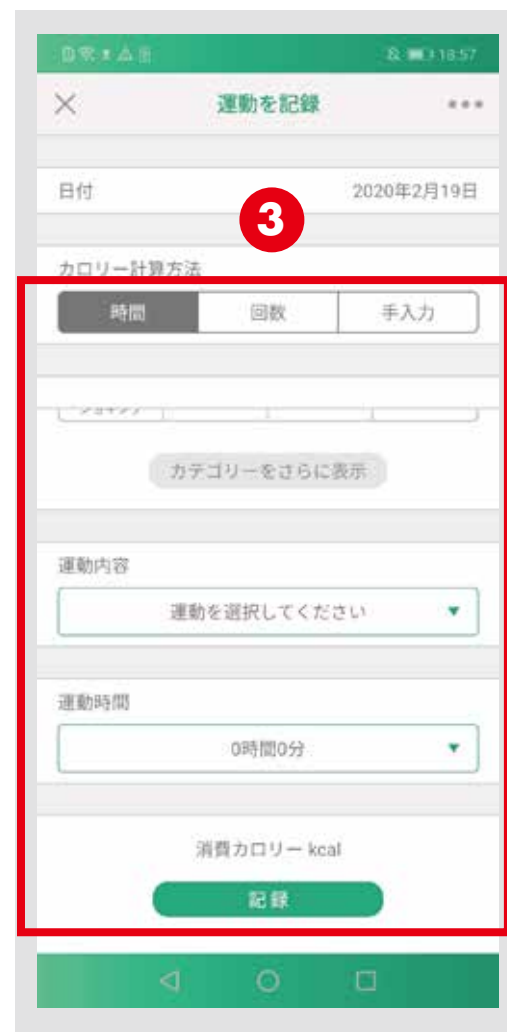 18:57
運動を記録
日付 2020年2月19日
3
カロリー計算方法
時間 回数 手入力
カテゴリーをさらに表示
運動内容
運動を選択してください
運動時間
0時間0分
消費カロリー kcal
記録